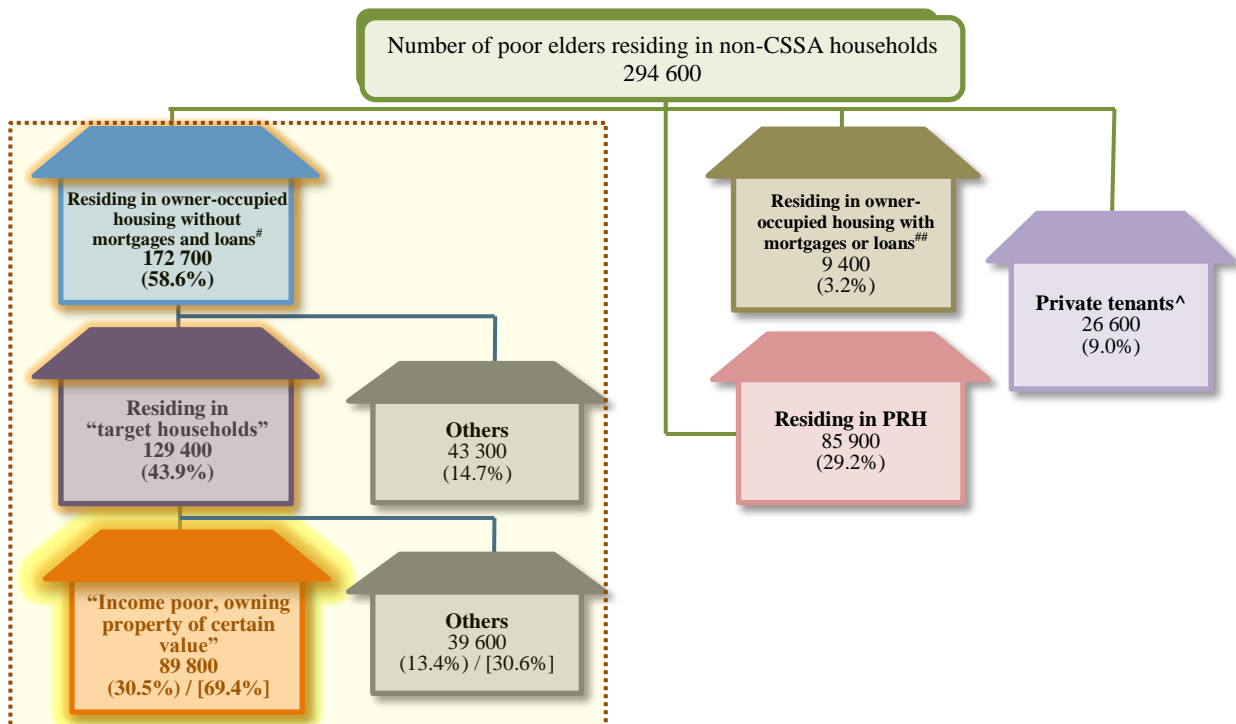 Number of poor elders residing in non-CSSA households
294 600
Residing in owner-occupied
housing without
mortgages and loans#
172 700
(58.6%)
Residing in owner-
occupied housing with
mortgages or loans##
9 400
(3.2%)
Private tenants^
26 600
(9.0%)
Residing in
“target households”
129 400
(43.9%)
Others
43 300
(14.7%)
Residing in PRH
85 900
(29.2%)
“Income poor, owning
property of certain
value”
89 800
(30.5%) / [69.4%]
Others
39 600
(13.4%) / [30.6%]